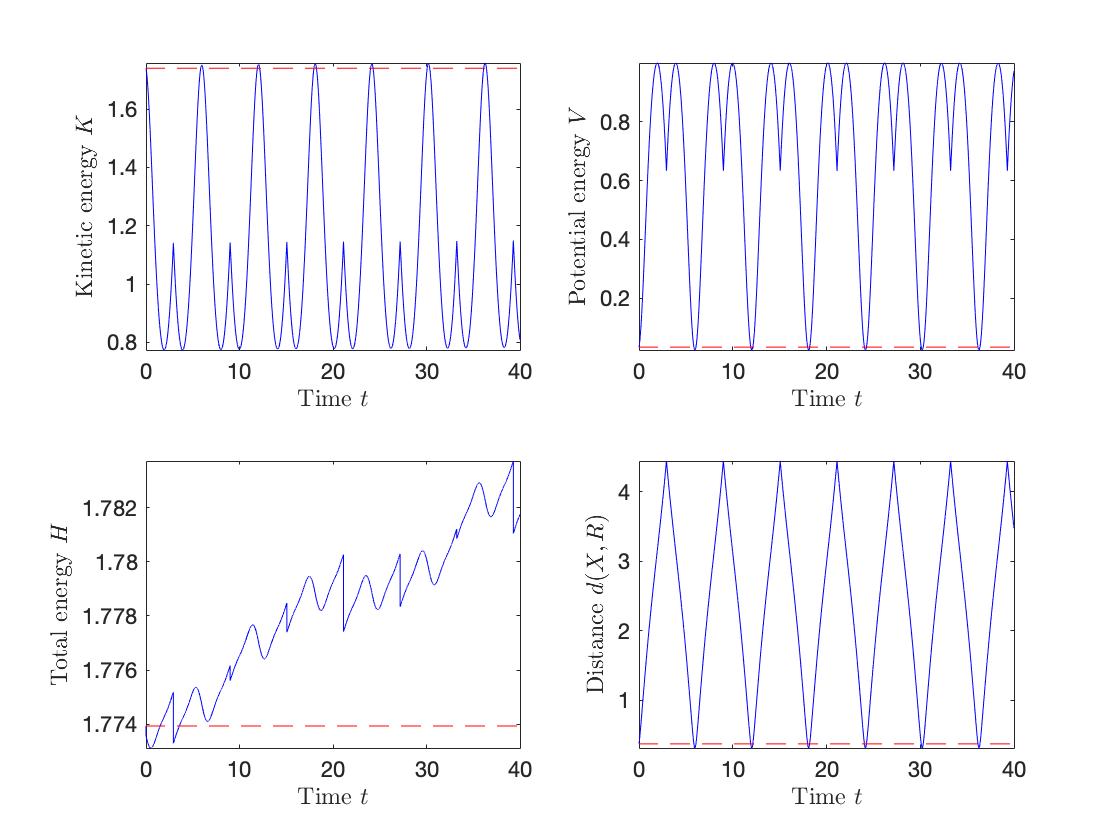 Kinetic energy K
1.6
1.4
1.2
1
0.8
0 10 20 30 40
Time t
Potential energy V
0.8
0.6
0.4
0.2
0 10 20 30 40
Time t
Total energy H
1.782
1.78
1.778
1.776
1.774
0 10 20 30 40
Time t
Distance d(X, R)
4
3
2
1
0 10 20 30 40
Time t